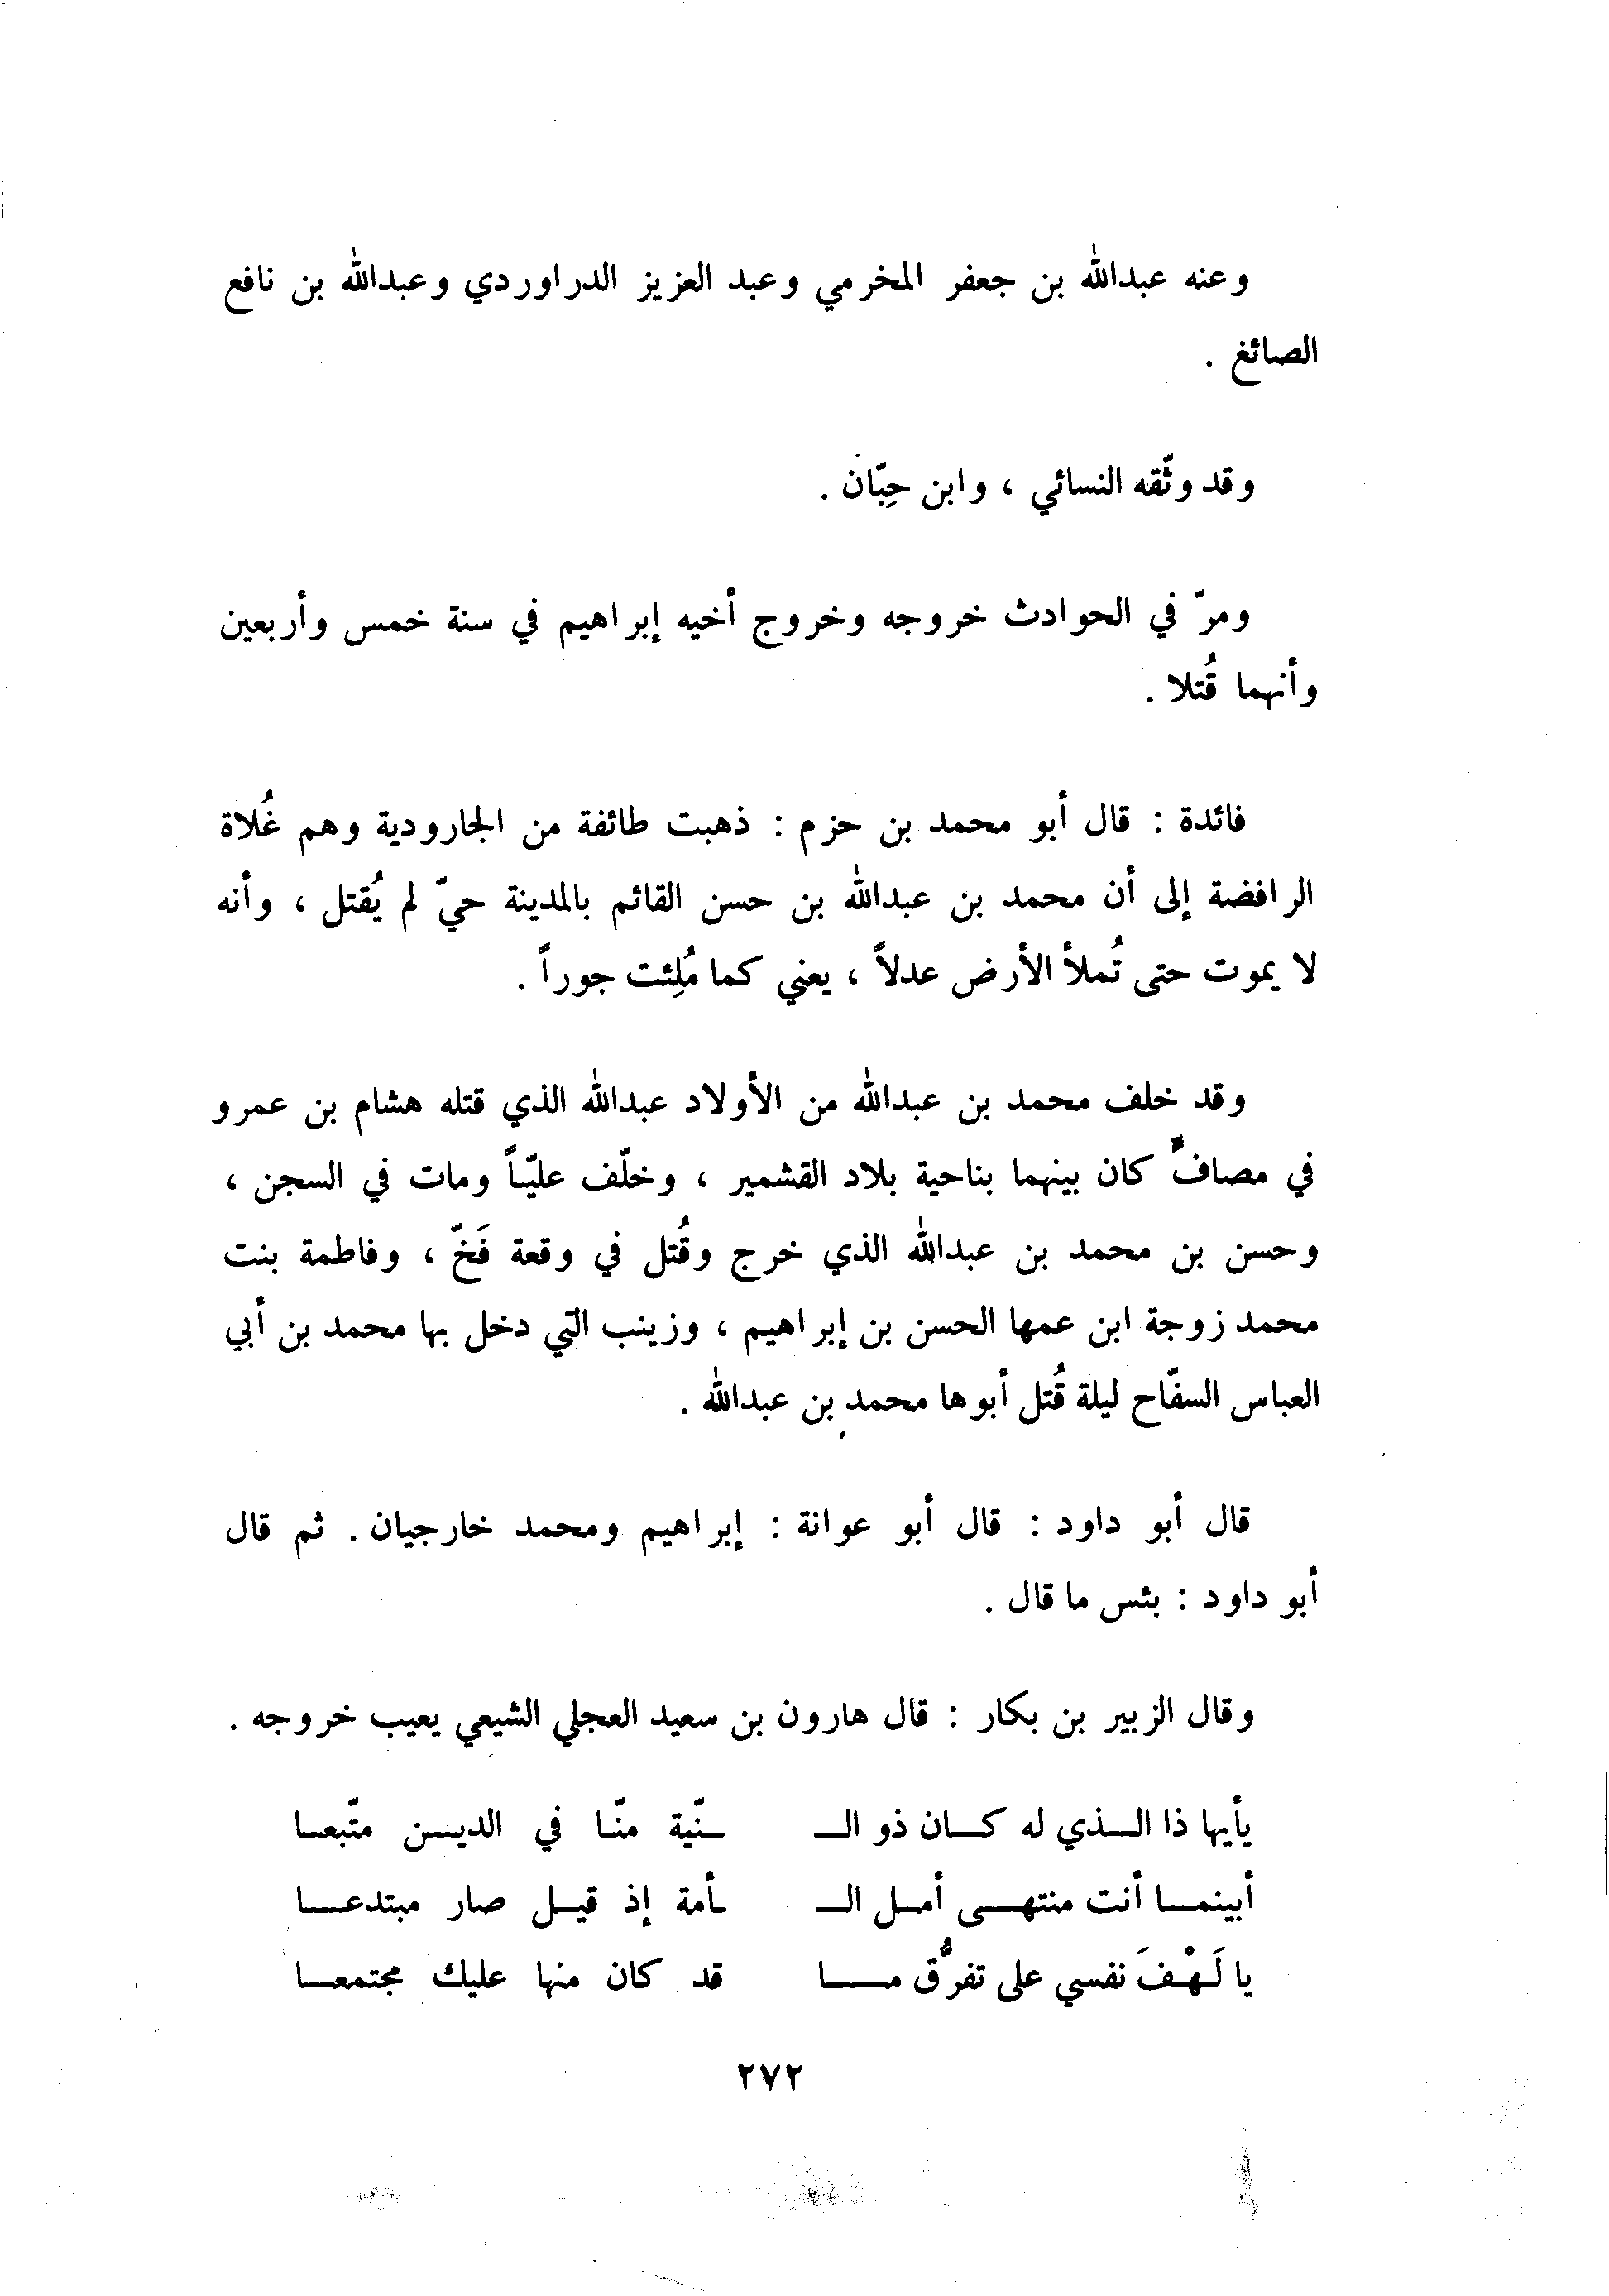 وعنه عبدالله بن جعفر المخرمي وعبد العزيز الدراوردي وعبدالله بن نافع
الصائغ .
وقد وثّقه النسائي ، وابن حِبّان .
ومرّ في الحوادث خروجه وخروج أخيه إبراهيم في سنة خمس وأربعين
وأنهما قُتلا .
فائدة : قال أبو محمد بن حزم : ذهبت طائفة من الجارودية وهم غُلاة
الرافضة إلى أن محمد بن عبدالله بن حسن القائم بالمدينة حيّ لم يُقتل ، وأنه
لا يموت حتى تُملأ الأرض عدلاً ، يعني كما مُلِئت جوراً .
وقد خلف محمد بن عبدالله من الأولاد عبدالله الذي قتله هشام بن عمرو
في مصافّ كان بينهما بناحية بلاد القشمير ، وخلّف عليّاً ومات في السجن ،
وحسن بن محمد بن عبدالله الذي خرج وقُتل في وقعة فَخّ ، وفاطمة بنت
محمد زوجة ابن عمها الحسن بن إبراهيم ، وزينب التي دخل بها محمد بن أبي
العباس السفّاح ليلة قُتل أبوها محمد بن عبدالله .
قال أبو داود : قال أبو عوانة : إبراهيم ومحمد خارجيان . ثم قال
أبو داود : بئس ما قال .
وقال الزبير بن بكار : قال هارون بن سعيد العجلي الشيعي يعيب خروجه .
يأيها ذا الـذي له كـان ذو الـ ـنّية منّا في الديـن متّبعـا
أبينمـا أنت منتهـى أمـل الـ ـأمة إذ قيـل صار مبتدعـا
يا لَـهْـفَ نفسي على تفرُّق مـا قد كان منها عليك مجتمعـا
٢٧٢